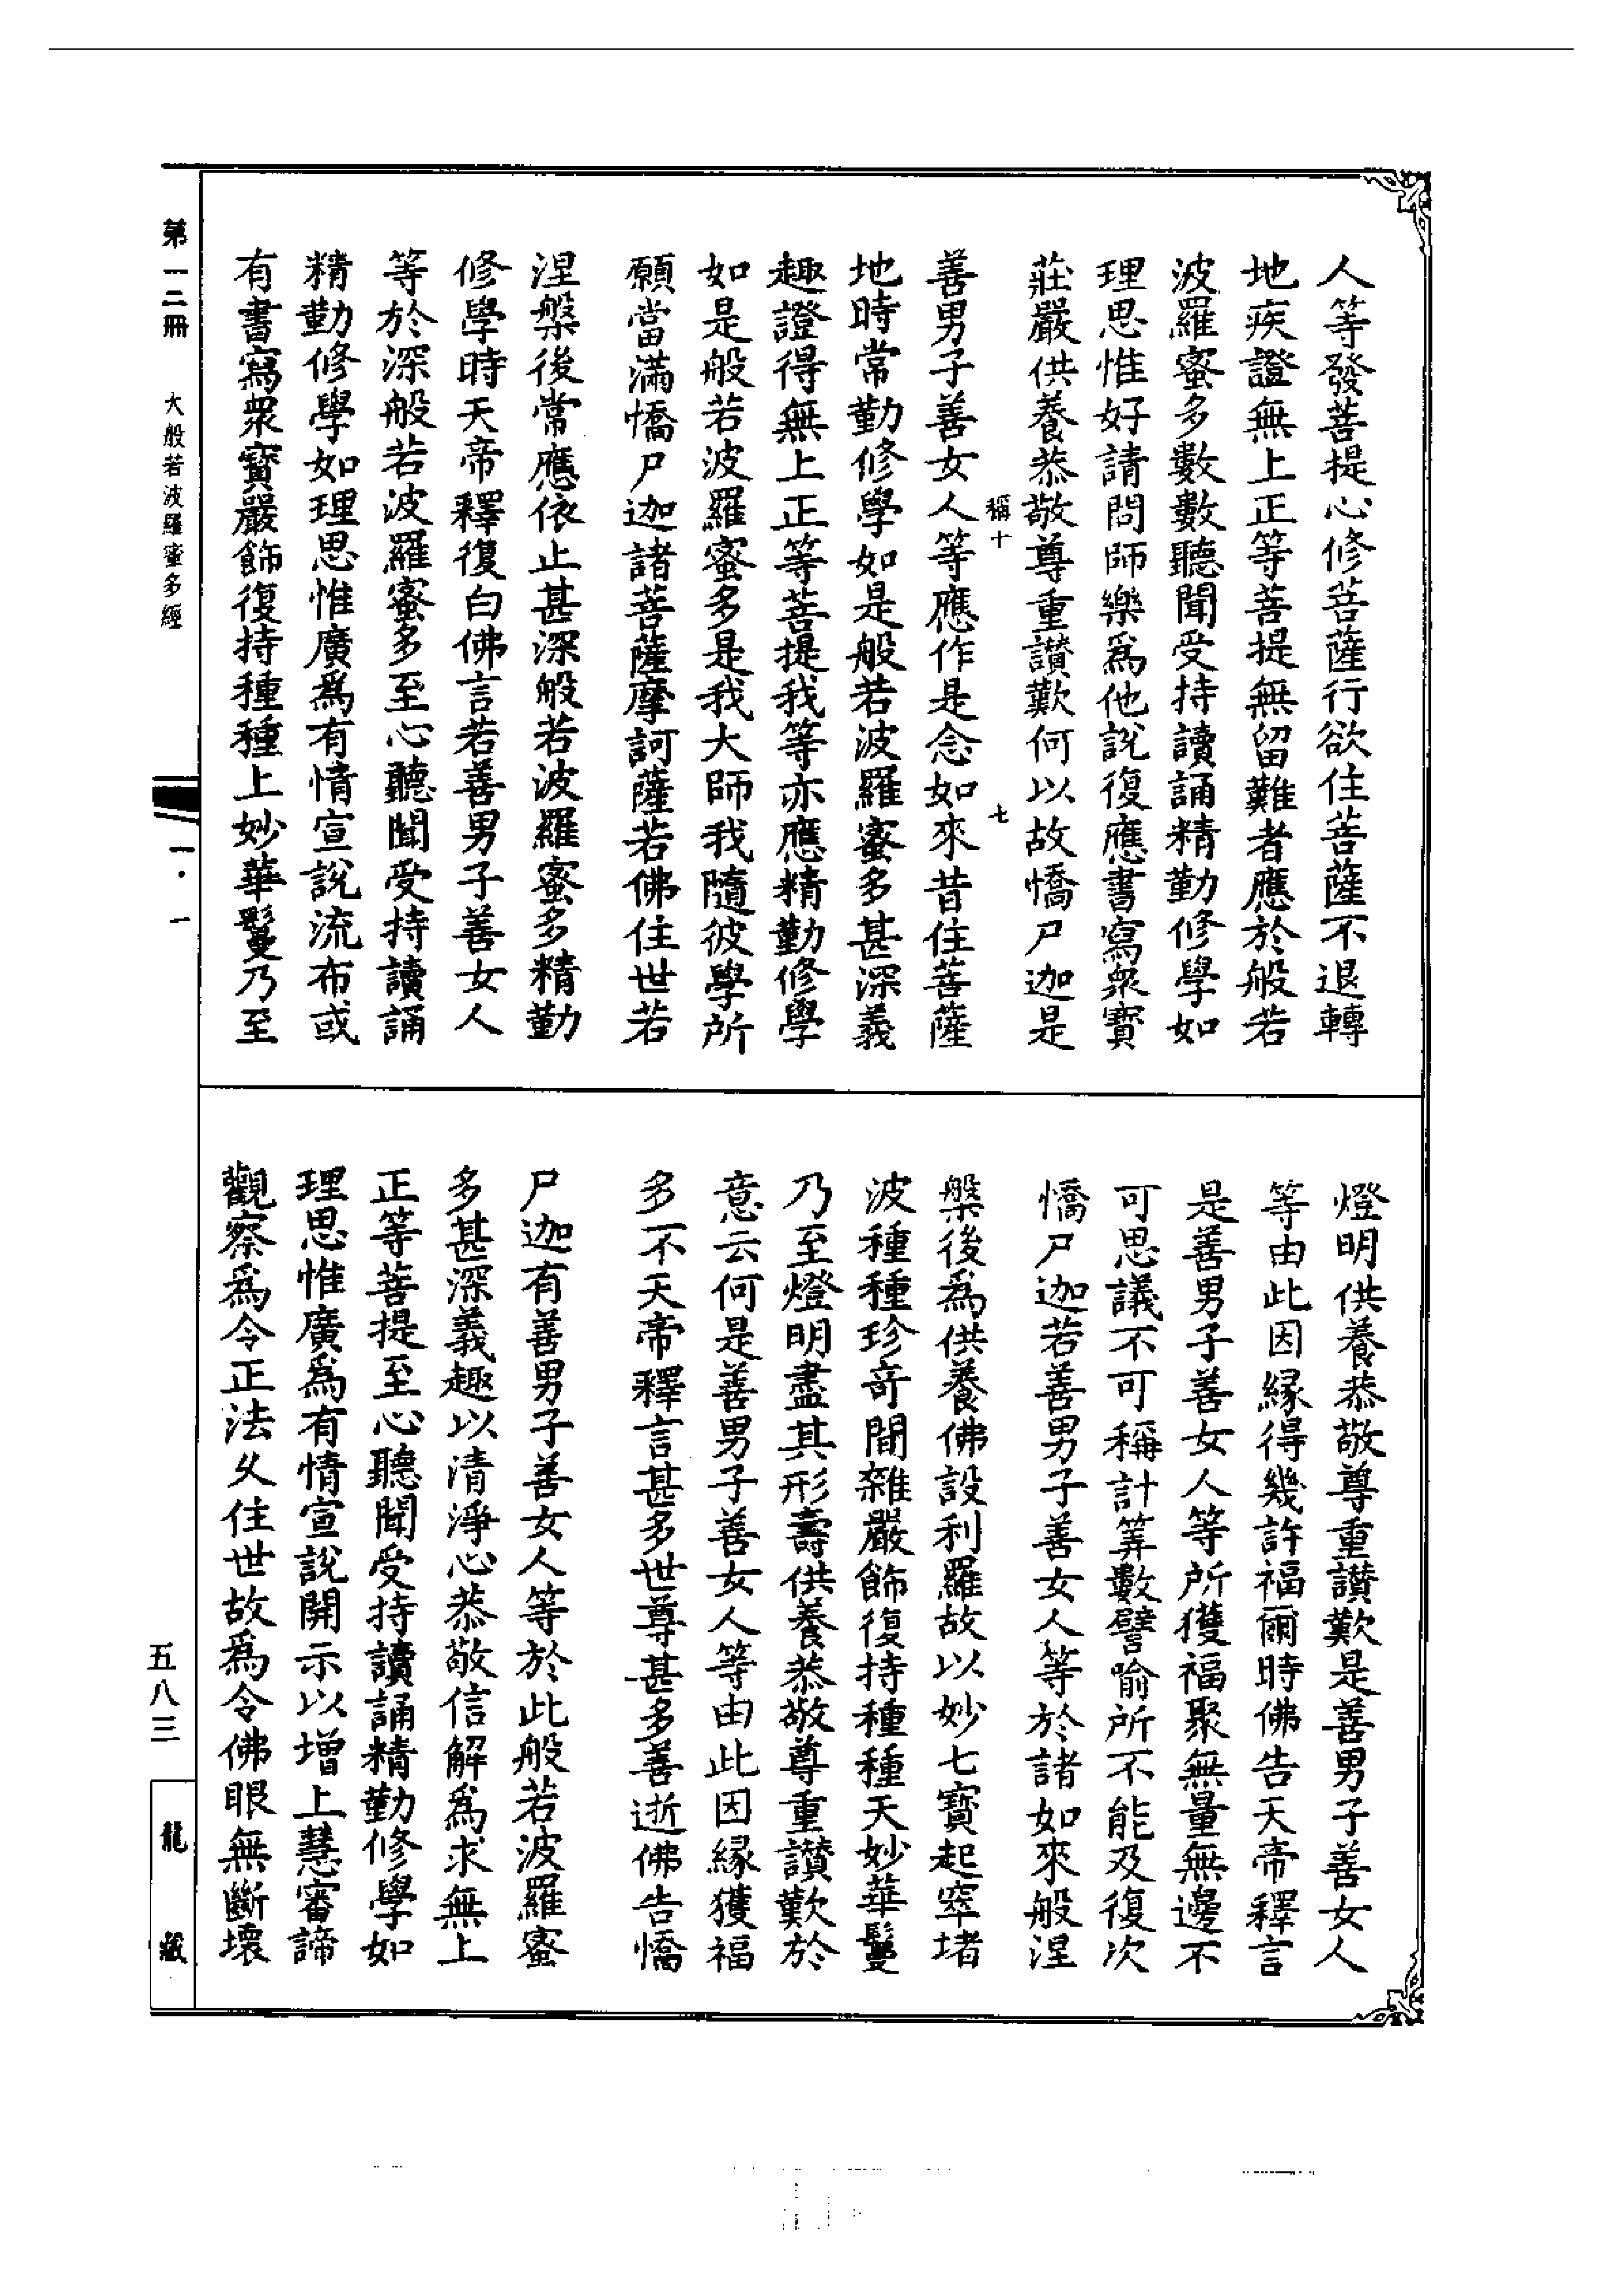 人等發菩提心修菩薩行欲住菩薩不退轉
地疾證無上正等菩提無留難者應於般若
波羅蜜多數數聽聞受持讀誦精勤修學如
理思惟好請問師樂爲他說復應書寫衆寶
莊嚴供養恭敬尊重讃歎何以故憍尸迦是
稱十 七
善男子善女人等應作是念如來昔住菩薩
地時常勤修學如是般若波羅蜜多甚深義
趣證得無上正等菩提我等亦應精勤修學
如是般若波羅蜜多是我大師我隨彼學所
願當滿憍尸迦諸菩薩摩訶薩若佛住世若
涅槃後常應依止甚深般若波羅蜜多精勤
修學時天帝釋復白佛言若善男子善女人
等於深般若波羅蜜多至心聽聞受持讀誦
精勤修學如理思惟廣爲有情宣說流布或
有書寫衆寶嚴飾復持種種上妙華鬘乃至
燈明供養恭敬尊重讃歎是善男子善女人
等由此因緣得幾許福爾時佛告天帝釋言
是善男子善女人等所獲福聚無量無邊不
可思議不可稱計筭數譬喻所不能及復次
憍尸迦若善男子善女人等於諸如來般涅
槃後爲供養佛設利羅故以妙七寶起窣堵
波種種珍奇間雜嚴飾復持種種天妙華鬘
乃至燈明盡其形壽供養恭敬尊重讃歎於
意云何是善男子善女人等由此因緣獲福
多不天帝釋言甚多世尊甚多善逝佛告憍
尸迦有善男子善女人等於此般若波羅蜜
多甚深義趣以清淨心恭敬信解爲求無上
正等菩提至心聽聞受持讀誦精勤修學如
理思惟廣爲有情宣說開示以增上慧審諦
觀察爲令正法久住世故爲令佛眼無斷壞
第一二冊 大般若波羅蜜多經 一·一
五八三
龍藏